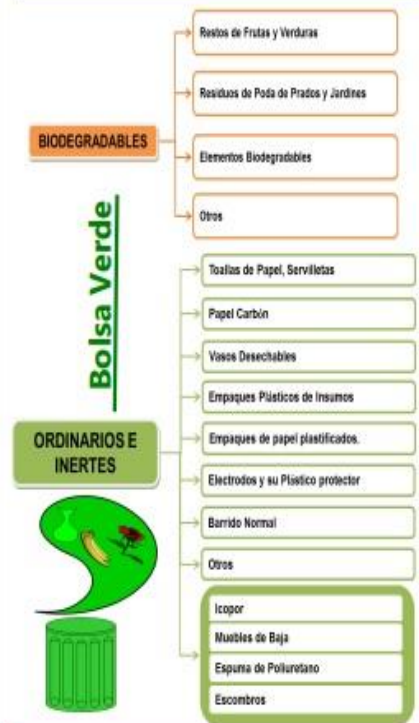 Restos de Frutas y Verduras
Residuos de Poda de Prados y Jardines
BIODEGRADABLES
Elementos Biodegradables
Otros
Bolsa Verde
Toallas de Papel, Servilletas
Papel Carbón
Vasos Desechables
Empaques Plásticos de Insumos
ORDINARIOS E
INERTES
Empaques de papel plastificados.
Electrodos y su Plástico protector
Barrido Normal
Otros
Icopor
Muebles de Baja
Espuma de Poliuretano
Escombros